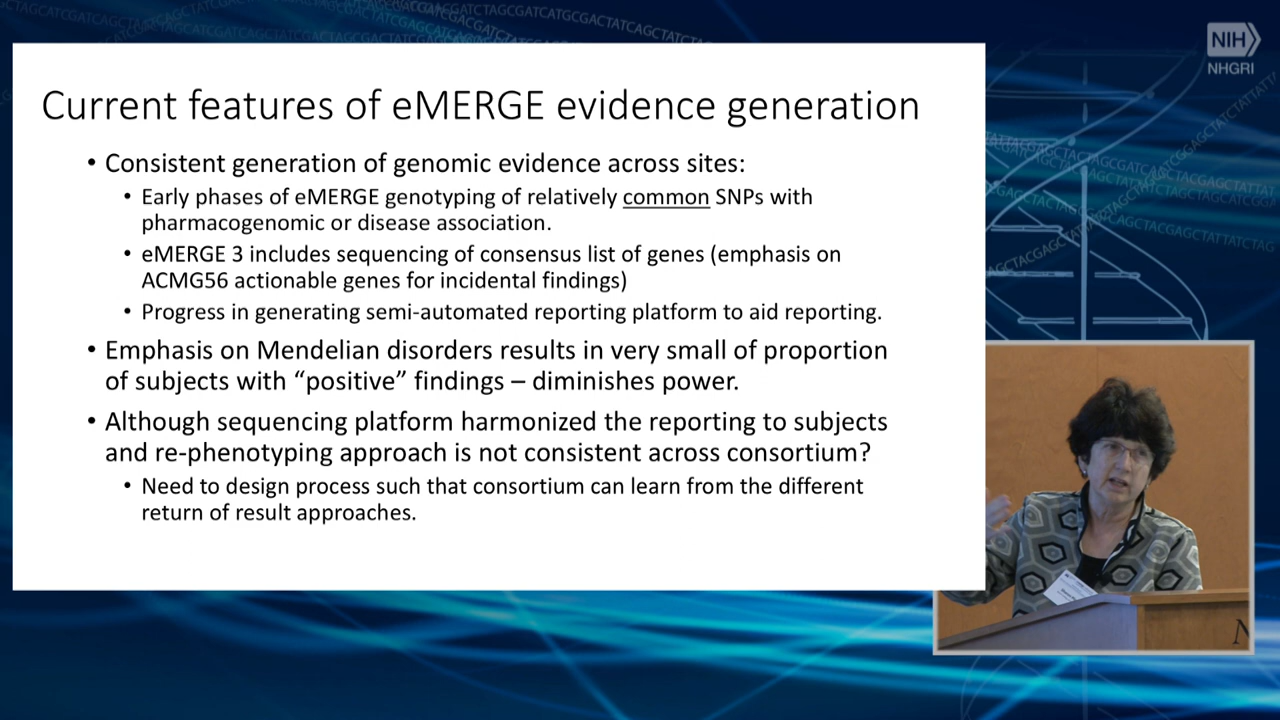 NIH
NHGRI
Current features of eMERGE evidence generation
• Consistent generation of genomic evidence across sites:
• Early phases of eMERGE genotyping of relatively common SNPs with
pharmacogenomic or disease association.
• eMERGE 3 includes sequencing of consensus list of genes (emphasis on
ACMG56 actionable genes for incidental findings)
• Progress in generating semi-automated reporting platform to aid reporting.
• Emphasis on Mendelian disorders results in very small of proportion
of subjects with “positive” findings – diminishes power.
• Although sequencing platform harmonized the reporting to subjects
and re-phenotyping approach is not consistent across consortium?
• Need to design process such that consortium can learn from the different
return of result approaches.